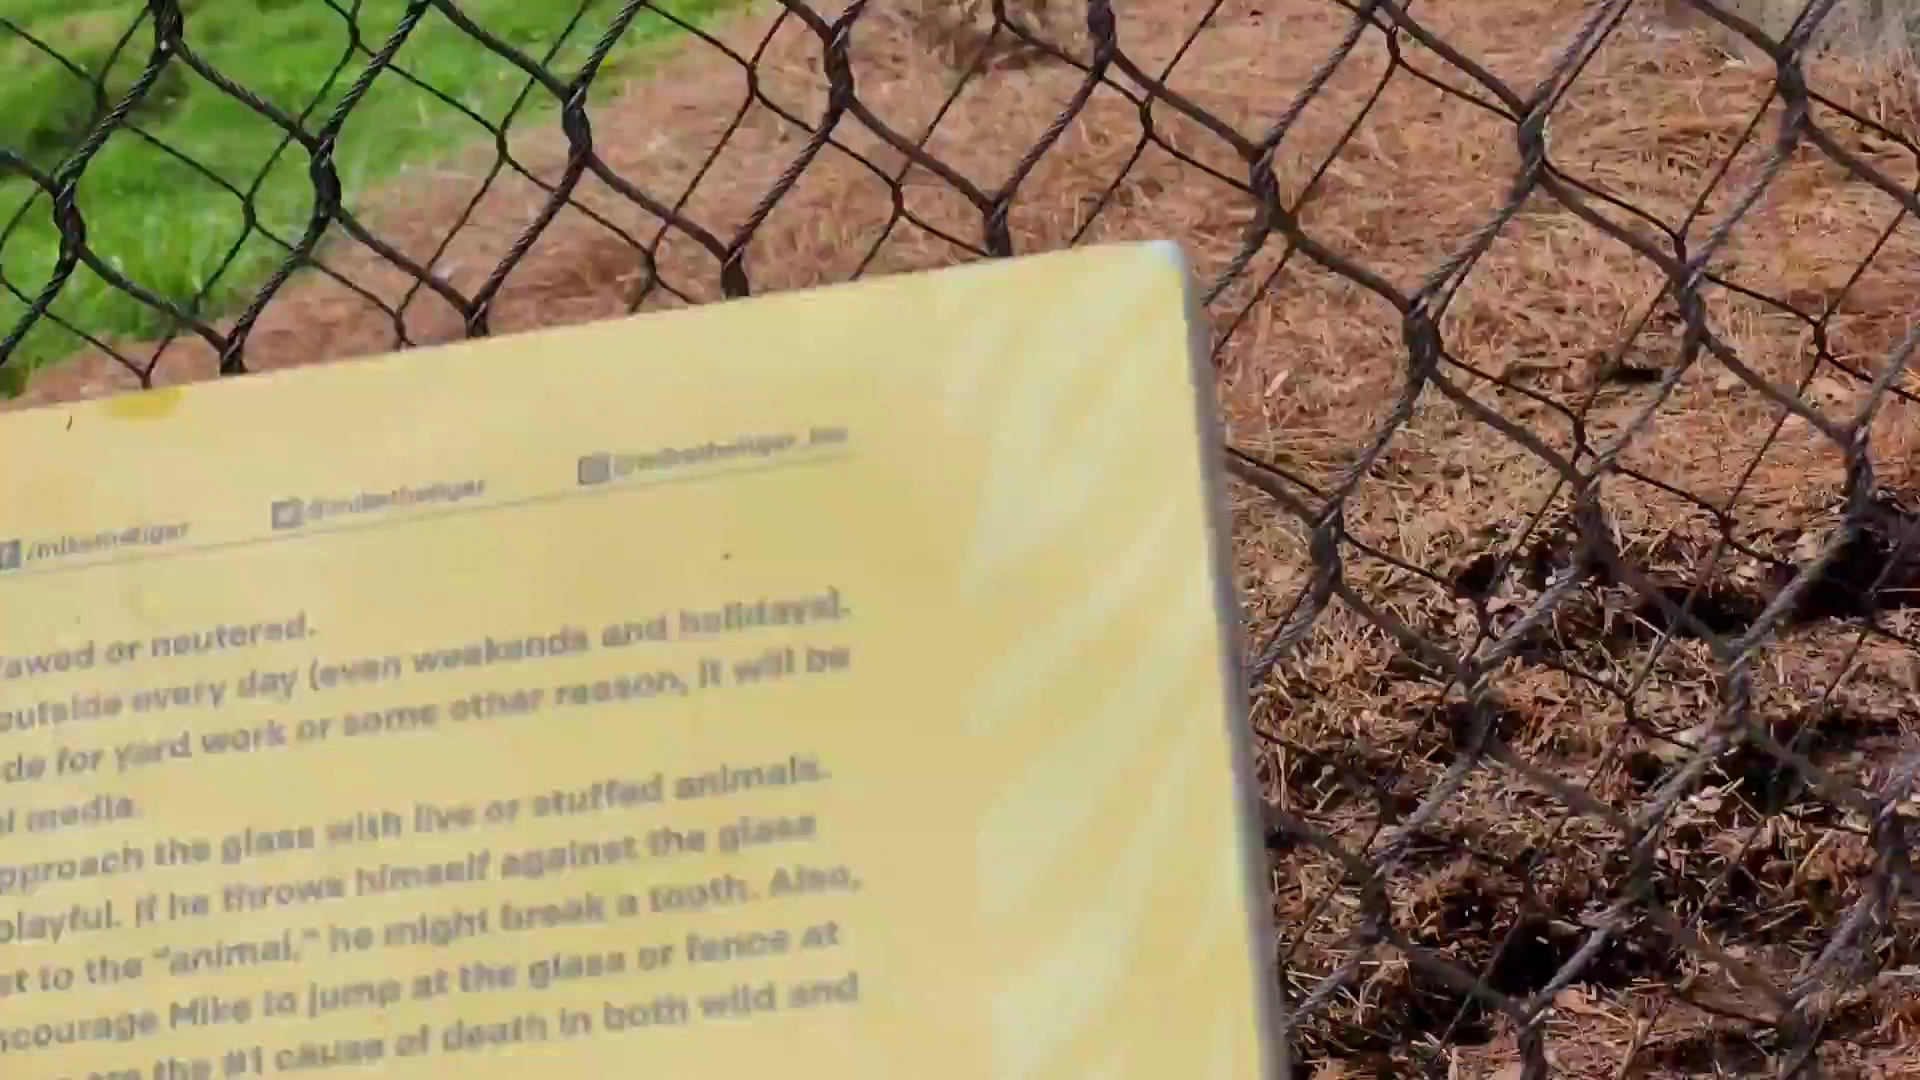 /mikethetiger @mikethetiger @mikethetiger_lsu
awed or neutered.
outside every day (even weekends and holidays).
de for yard work or some other reason, it will be
l media.
pproach the glass with live or stuffed animals.
playful. If he throws himself against the glass
et to the "animal," he might break a tooth. Also,
ncourage Mike to jump at the glass or fence at
are the #1 cause of death in both wild and